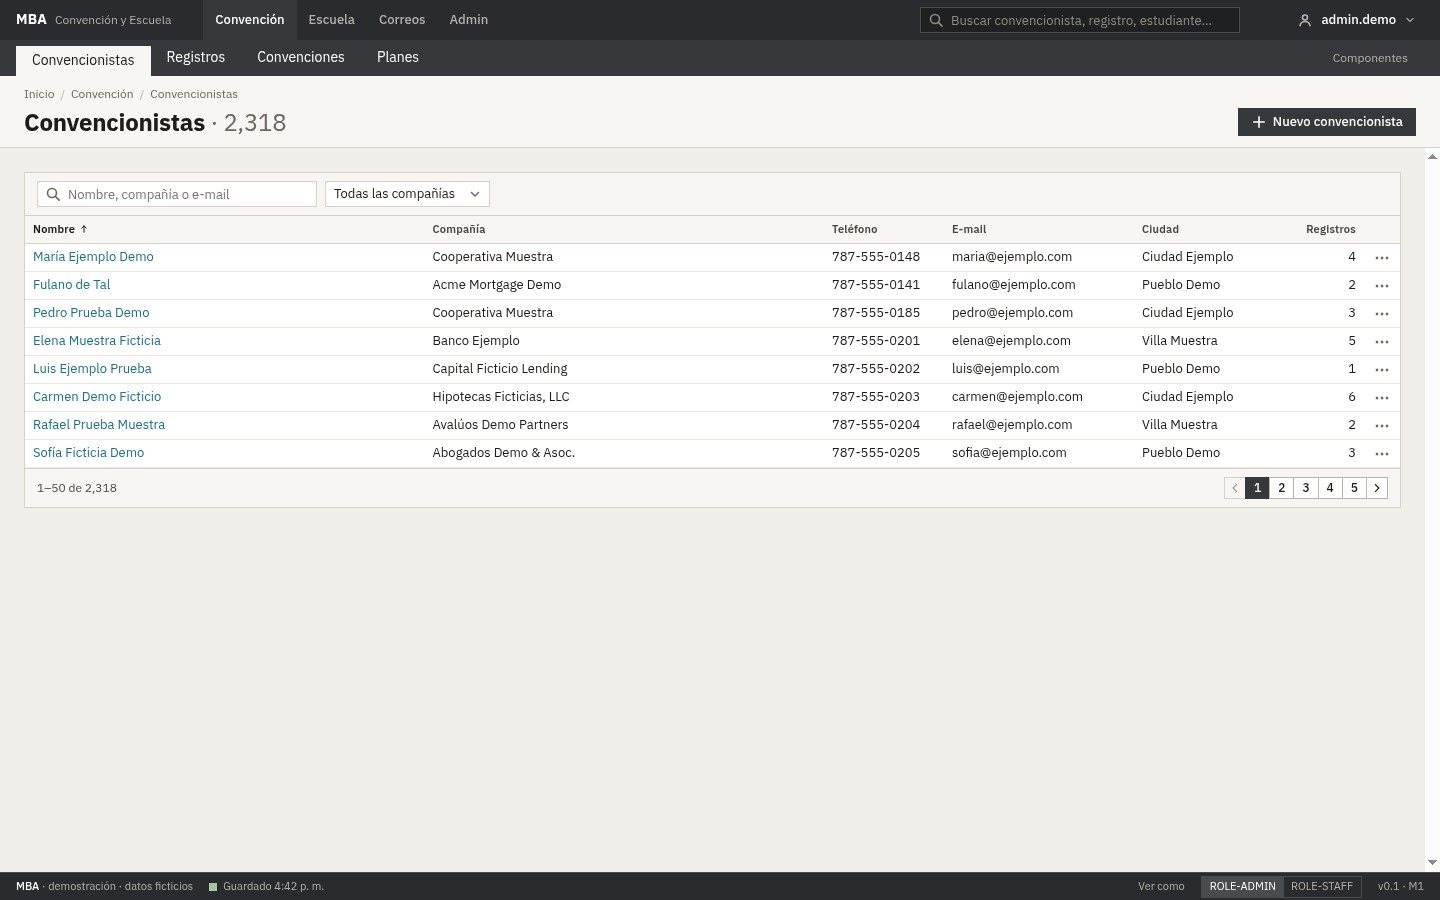 MBA Convención y Escuela Convención Escuela Correos Admin Buscar convencionista, registro, estudiante... admin.demo
Convencionistas Registros Convenciones Planes Componentes
Inicio / Convención / Convencionistas
Convencionistas · 2,318 Nuevo convencionista
Nombre, compañía o e-mail Todas las compañías
Nombre ↑ Compañía Teléfono E-mail Ciudad Registros
María Ejemplo Demo Cooperativa Muestra 787-555-0148 maria@ejemplo.com Ciudad Ejemplo 4
Fulano de Tal Acme Mortgage Demo 787-555-0141 fulano@ejemplo.com Pueblo Demo 2
Pedro Prueba Demo Cooperativa Muestra 787-555-0185 pedro@ejemplo.com Ciudad Ejemplo 3
Elena Muestra Ficticia Banco Ejemplo 787-555-0201 elena@ejemplo.com Villa Muestra 5
Luis Ejemplo Prueba Capital Ficticio Lending 787-555-0202 luis@ejemplo.com Pueblo Demo 1
Carmen Demo Ficticio Hipotecas Ficticias, LLC 787-555-0203 carmen@ejemplo.com Ciudad Ejemplo 6
Rafael Prueba Muestra Avalúos Demo Partners 787-555-0204 rafael@ejemplo.com Villa Muestra 2
Sofía Ficticia Demo Abogados Demo & Asoc. 787-555-0205 sofia@ejemplo.com Pueblo Demo 3
1–50 de 2,318 1 2 3 4 5
MBA · demostración · datos ficticios Guardado 4:42 p. m. Ver como ROLE-ADMIN ROLE-STAFF v0.1 · M1